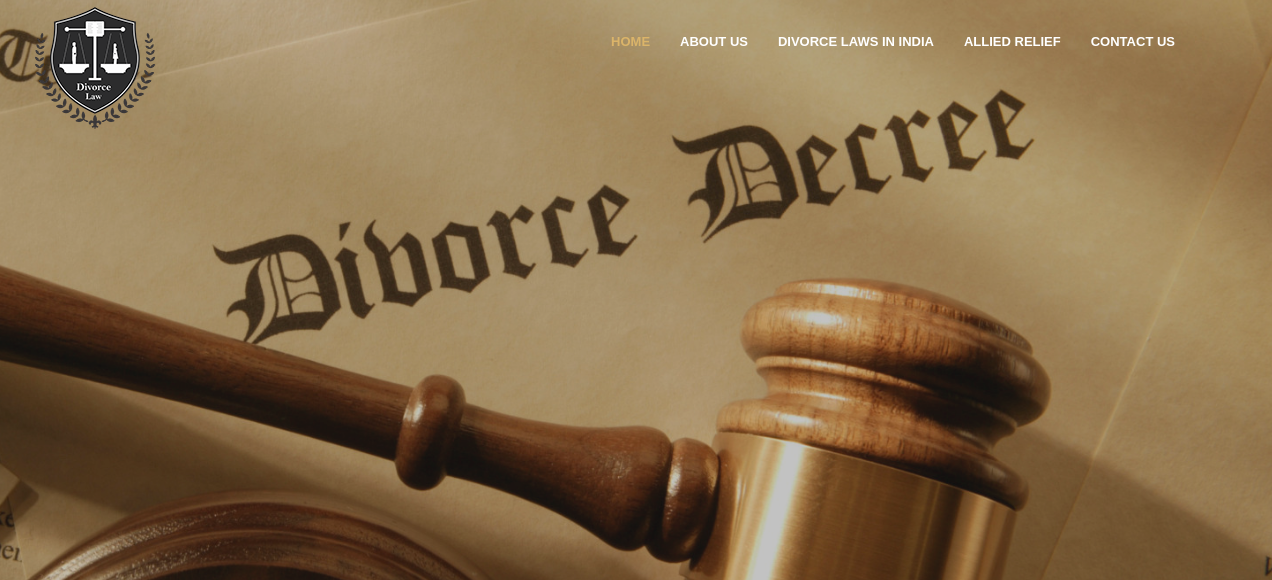 Divorce
Law
HOME ABOUT US DIVORCE LAWS IN INDIA ALLIED RELIEF CONTACT US
Divorce Decree